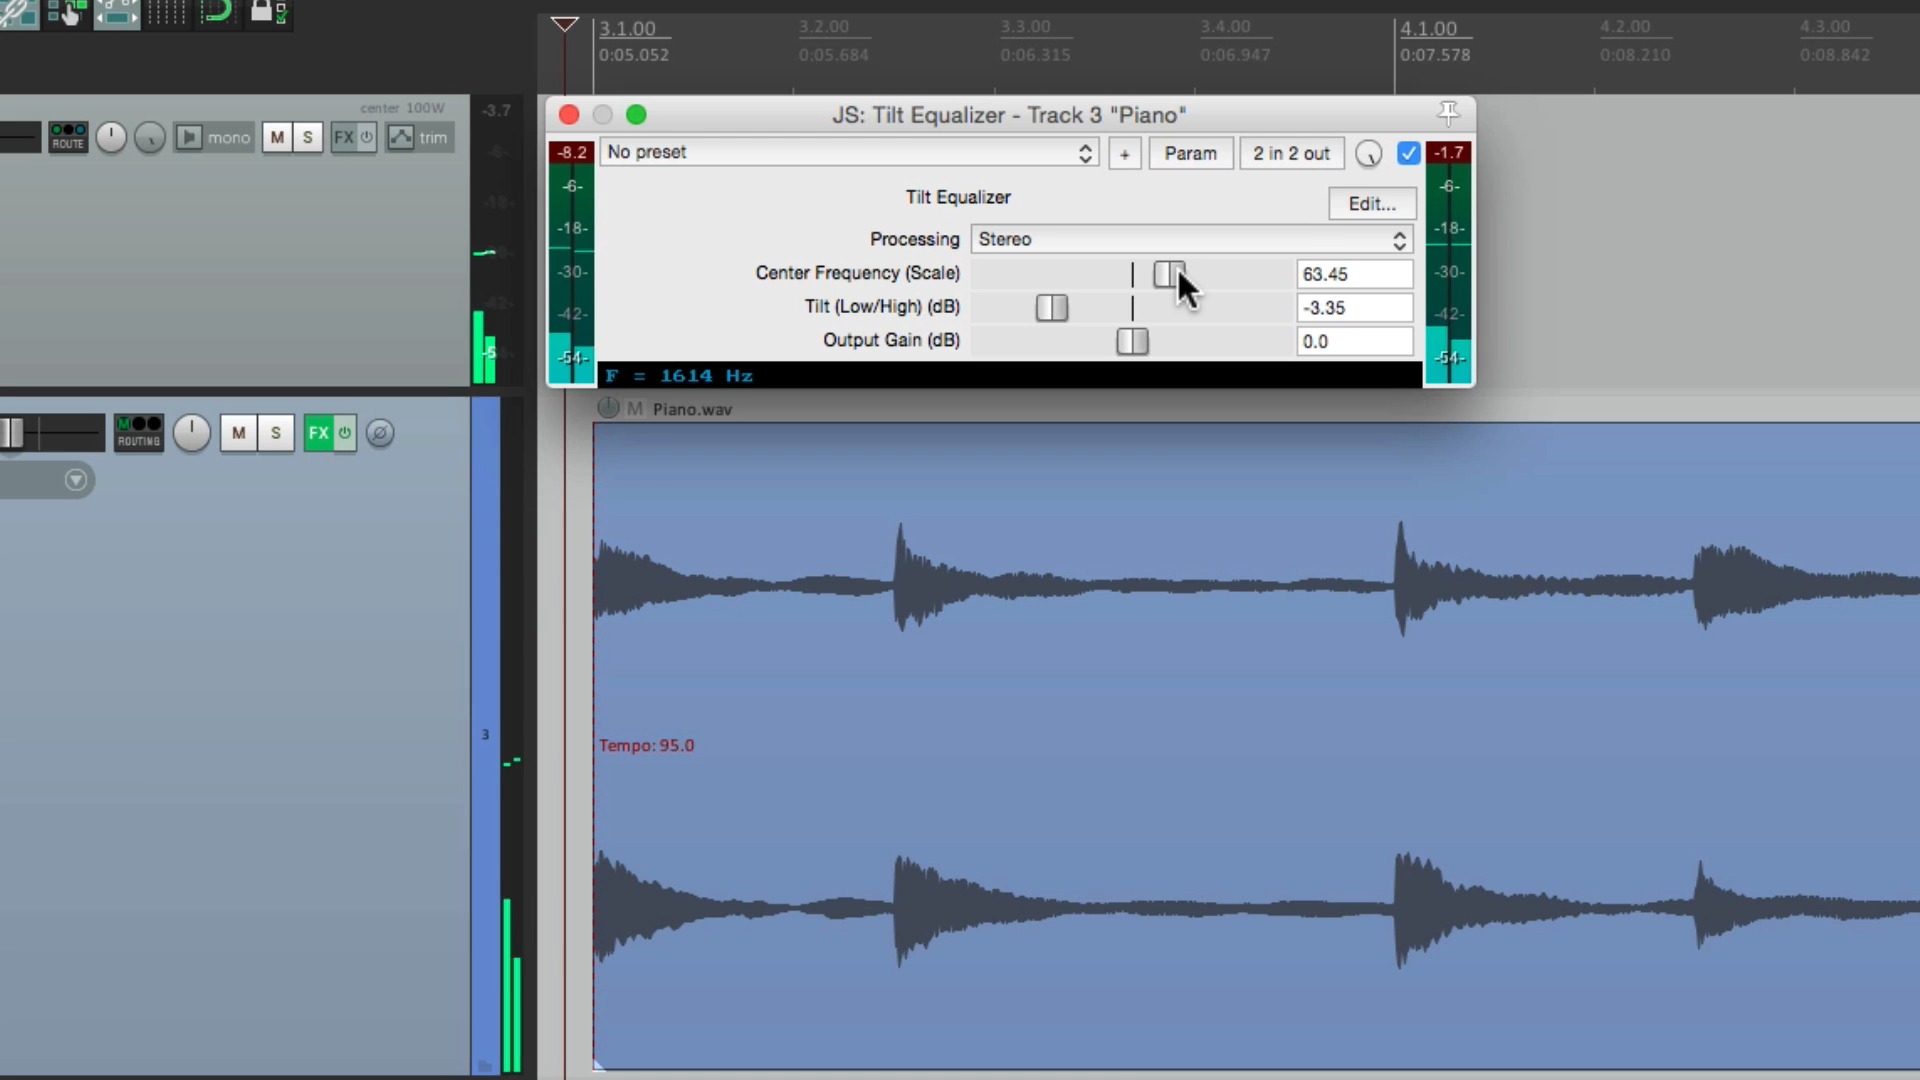 3.1.00 3.2.00 3.3.00 3.4.00 4.1.00 4.2.00 4.3.00
0:05.052 0:05.684 0:06.315 0:06.947 0:07.578 0:08.210 0:08.842
center 100W
-3.7
ROUTE mono M S FX trim
-18-
-42-
-5
JS: Tilt Equalizer - Track 3 "Piano"
-8.2 No preset + Param 2 in 2 out -1.7
-6- -6-
Tilt Equalizer Edit...
-18- -18-
Processing Stereo
Center Frequency (Scale) 63.45
-30- -30-
Tilt (Low/High) (dB) -3.35
-42- -42-
Output Gain (dB) 0.0
-54- -54-
F = 1614 Hz
M Piano.wav
M ROUTING M S FX
3
Tempo: 95.0